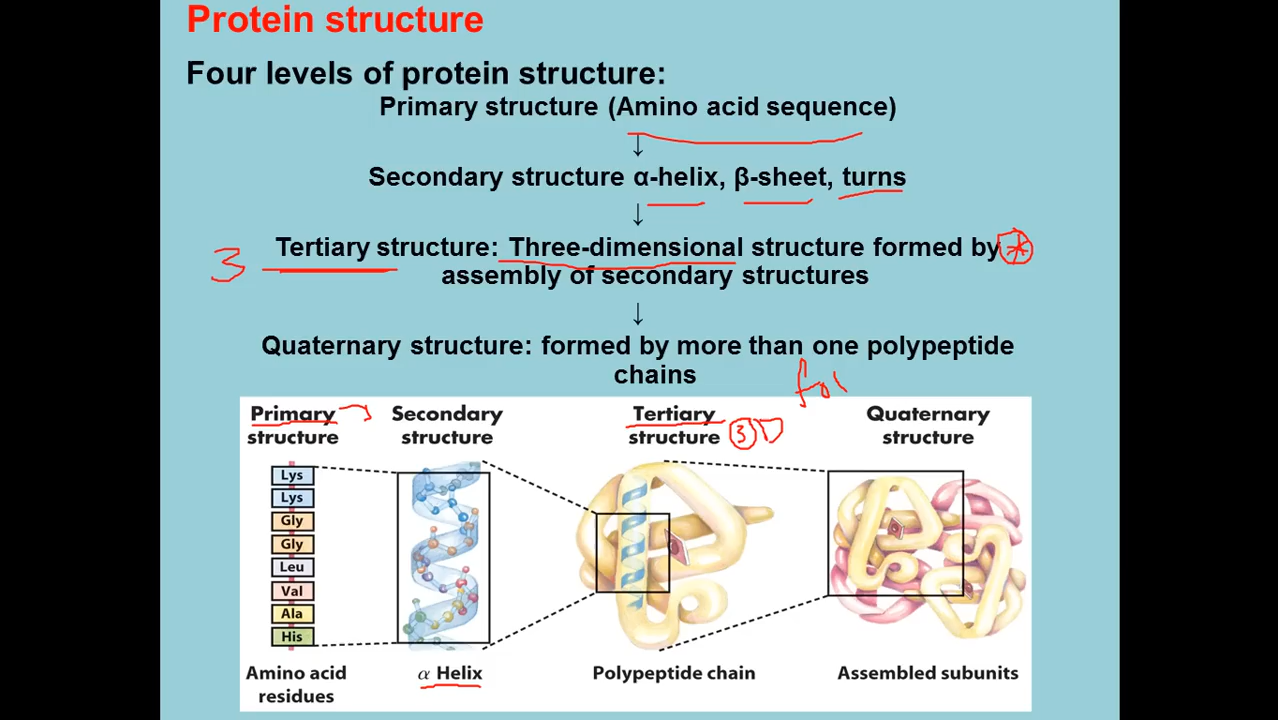 Protein structure
Four levels of protein structure:
Primary structure (Amino acid sequence)
↓
Secondary structure α-helix, β-sheet, turns
↓
3 Tertiary structure: Three-dimensional structure formed by
assembly of secondary structures
↓
Quaternary structure: formed by more than one polypeptide
chains
Primary structure
Secondary structure
Tertiary structure
3
Quaternary structure
Lys
Lys
Gly
Gly
Leu
Val
Ala
His
Amino acid residues
α Helix
Polypeptide chain
Assembled subunits